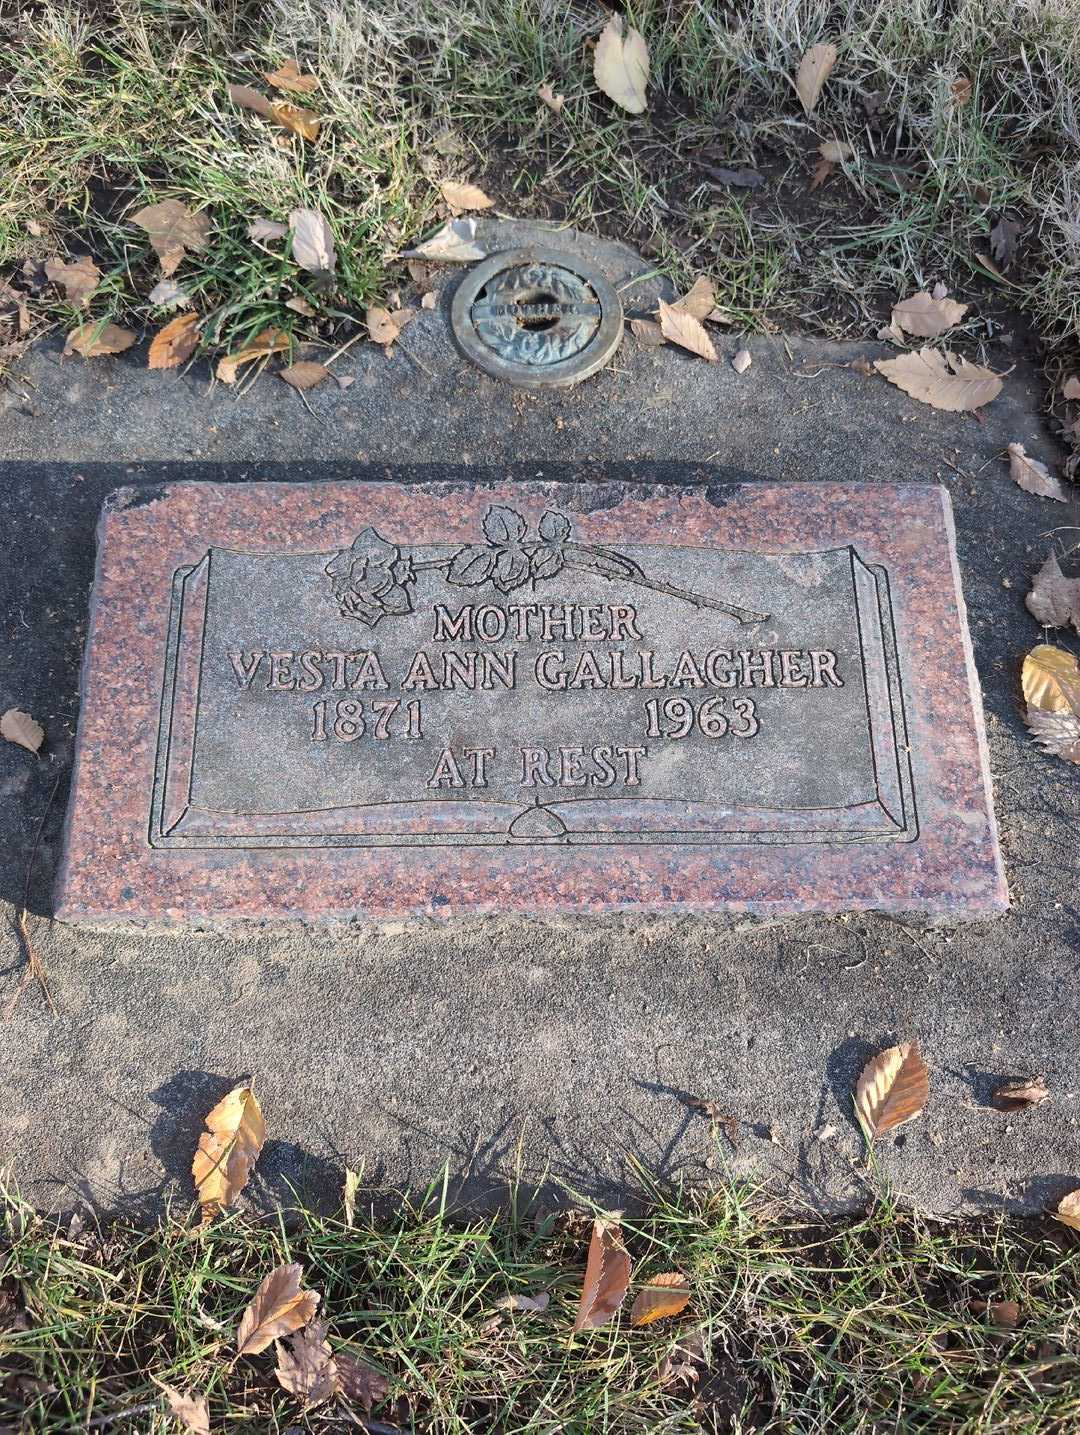 MOTHER
VESTA ANN GALLAGHER
1871 1963
AT REST